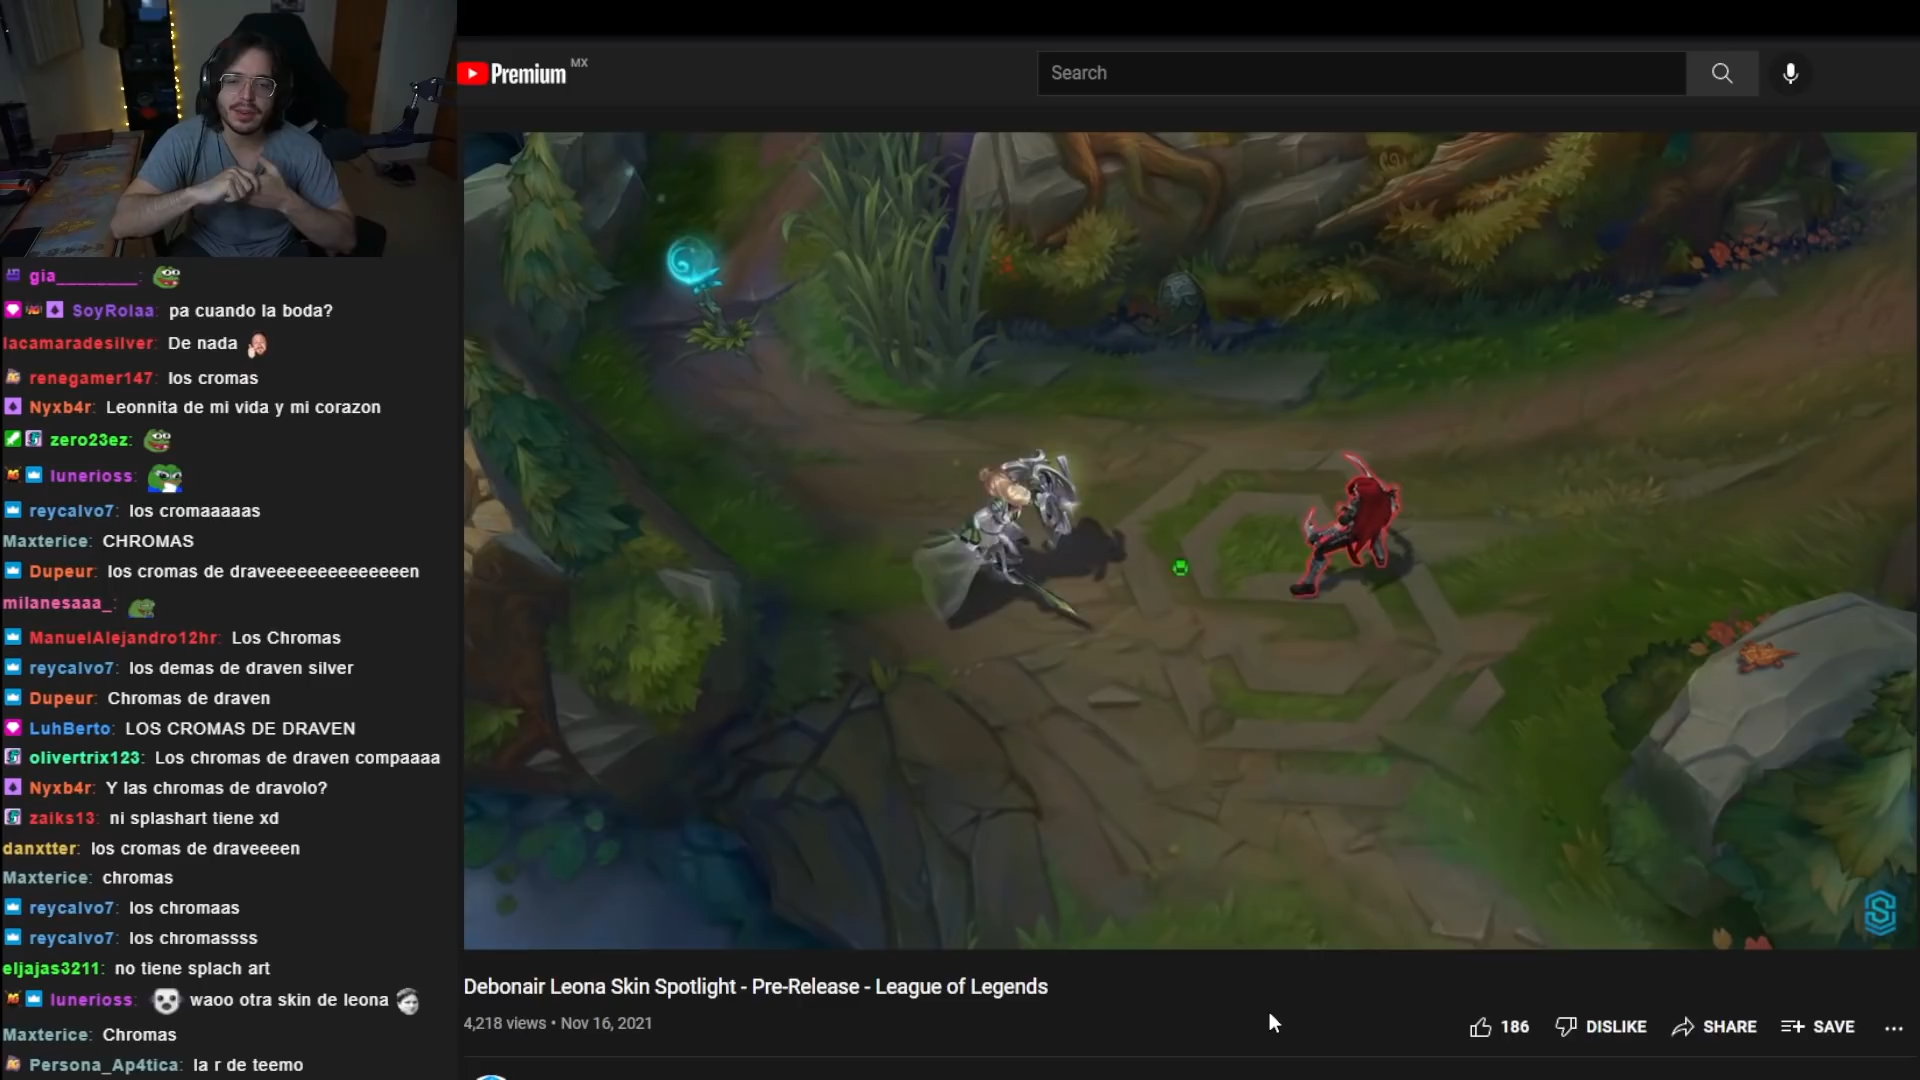 Premium MX
Search
gia________:
SoyRolaa: pa cuando la boda?
lacamaradesilver: De nada
renegamer147: los cromas
Nyxb4r: Leonnita de mi vida y mi corazon
zero23ez:
lunerioss:
reycalvo7: los cromaaaaas
Maxterice: CHROMAS
Dupeur: los cromas de draveeeeeeeeeeeeeen
milanesaaa_:
ManuelAlejandro12hr: Los Chromas
reycalvo7: los demas de draven silver
Dupeur: Chromas de draven
LuhBerto: LOS CROMAS DE DRAVEN
olivertrix123: Los chromas de draven compaaaa
Nyxb4r: Y las chromas de dravolo?
zaiks13: ni splashart tiene xd
danxtter: los cromas de draveeeen
Maxterice: chromas
reycalvo7: los chromaas
reycalvo7: los chromassss
eljajas3211: no tiene splach art
lunerioss: waoo otra skin de leona
Maxterice: Chromas
Persona_Ap4tica: la r de teemo
Debonair Leona Skin Spotlight - Pre-Release - League of Legends
4,218 views • Nov 16, 2021
186 DISLIKE SHARE SAVE ...